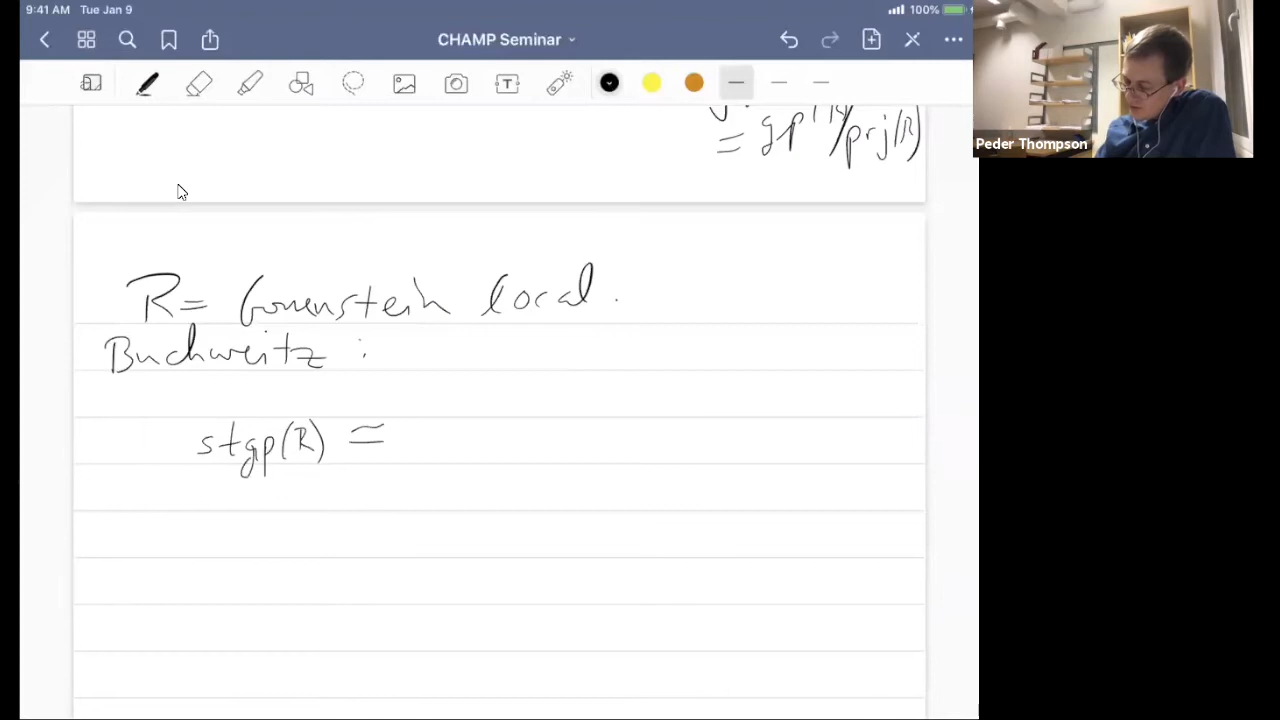 9:41 AM Tue Jan 9
100%
CHAMP Seminar
T
= gp(R)/prj(R)
Peder Thompson
R = Gorenstein local.
Buchweitz :
stgp(R) ≃